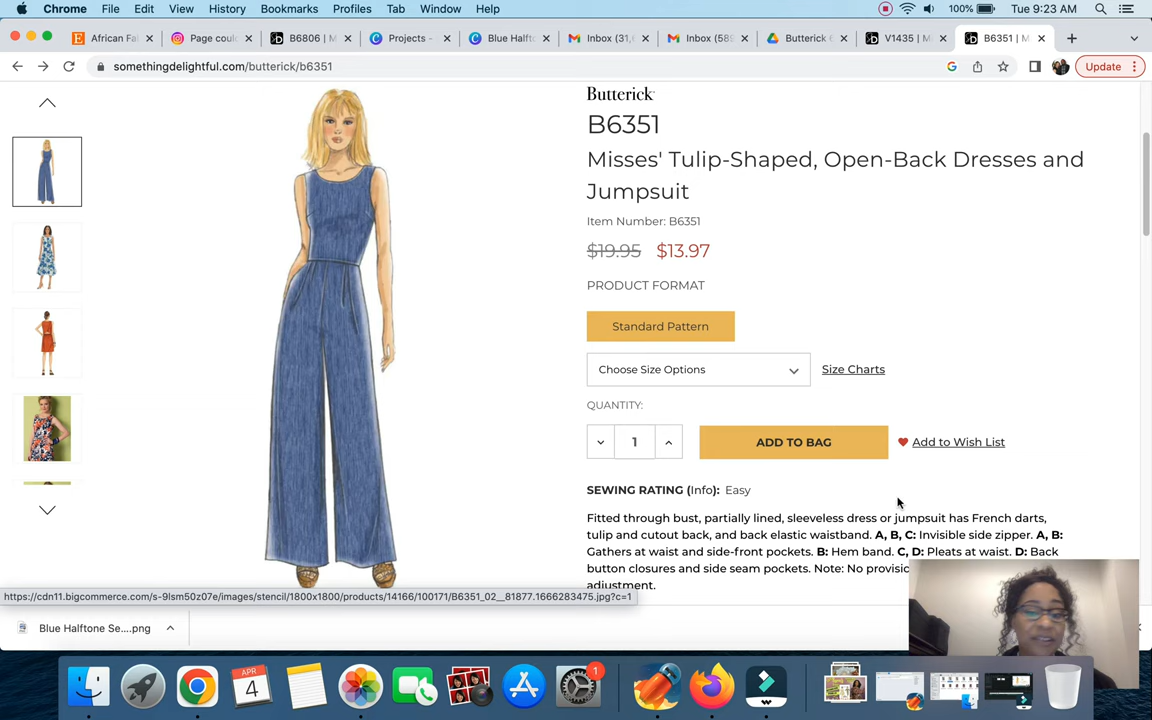 Chrome File Edit View History Bookmarks Profiles Tab Window Help 100% Tue 9:23 AM
African Fa Page coul B6806 | M Projects - Blue Halft Inbox (31, Inbox (589 Butterick V1435 | M B6351 | M
somethingdelightful.com/butterick/b6351 Update
Butterick
B6351
Misses' Tulip-Shaped, Open-Back Dresses and
Jumpsuit
Item Number: B6351
$19.95 $13.97
PRODUCT FORMAT
Standard Pattern
Choose Size Options Size Charts
QUANTITY:
1 ADD TO BAG Add to Wish List
SEWING RATING (Info): Easy
Fitted through bust, partially lined, sleeveless dress or jumpsuit has French darts,
tulip and cutout back, and back elastic waistband. A, B, C: Invisible side zipper. A, B:
Gathers at waist and side-front pockets. B: Hem band. C, D: Pleats at waist. D: Back
button closures and side seam pockets. Note: No provisio
adjustment.
https://cdn11.bigcommerce.com/s-9lsm50z07e/images/stencil/1800x1800/products/14166/100171/B6351_02__81877.1666283475.jpg?c=1
Blue Halftone Se....png
APR
4
1